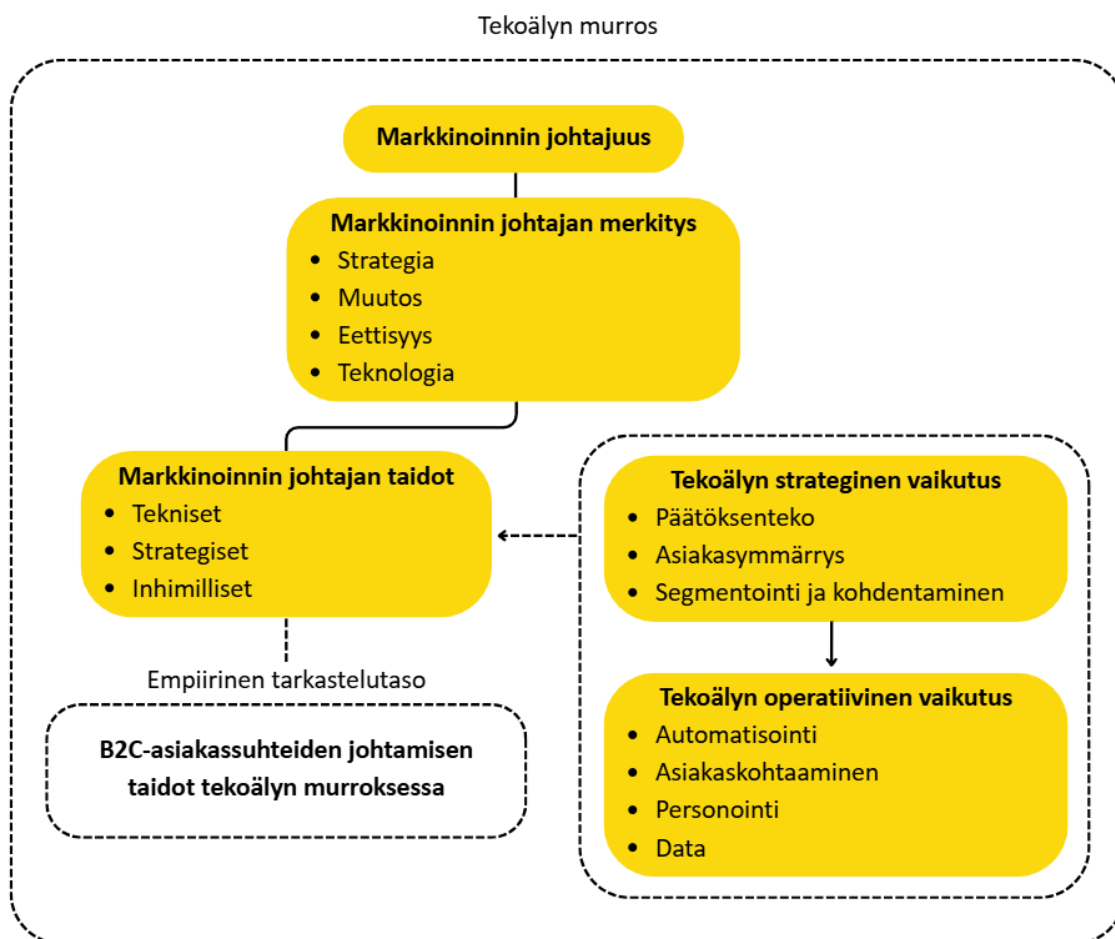 Tekoälyn murros
Markkinoinnin johtajuus
Markkinoinnin johtajan merkitys
• Strategia
• Muutos
• Eettisyys
• Teknologia
Markkinoinnin johtajan taidot
• Tekniset
• Strategiset
• Inhimilliset
Tekoälyn strateginen vaikutus
• Päätöksenteko
• Asiakasymmärrys
• Segmentointi ja kohdentaminen
Empiirinen tarkastelutaso
B2C-asiakassuhteiden johtamisen
taidot tekoälyn murroksessa
Tekoälyn operatiivinen vaikutus
• Automatisointi
• Asiakaskohtaaminen
• Personointi
• Data